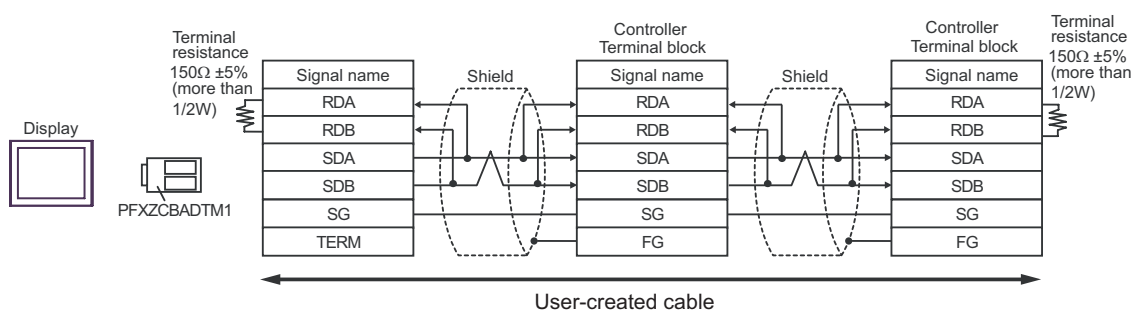 Display
PFXZCBADTM1
Terminal
resistance
150Ω ±5%
(more than
1/2W)
Signal name
RDA
RDB
SDA
SDB
SG
TERM
Shield
Controller
Terminal block
Signal name
RDA
RDB
SDA
SDB
SG
FG
Shield
Controller
Terminal block
Signal name
RDA
RDB
SDA
SDB
SG
FG
Terminal
resistance
150Ω ±5%
(more than
1/2W)
User-created cable